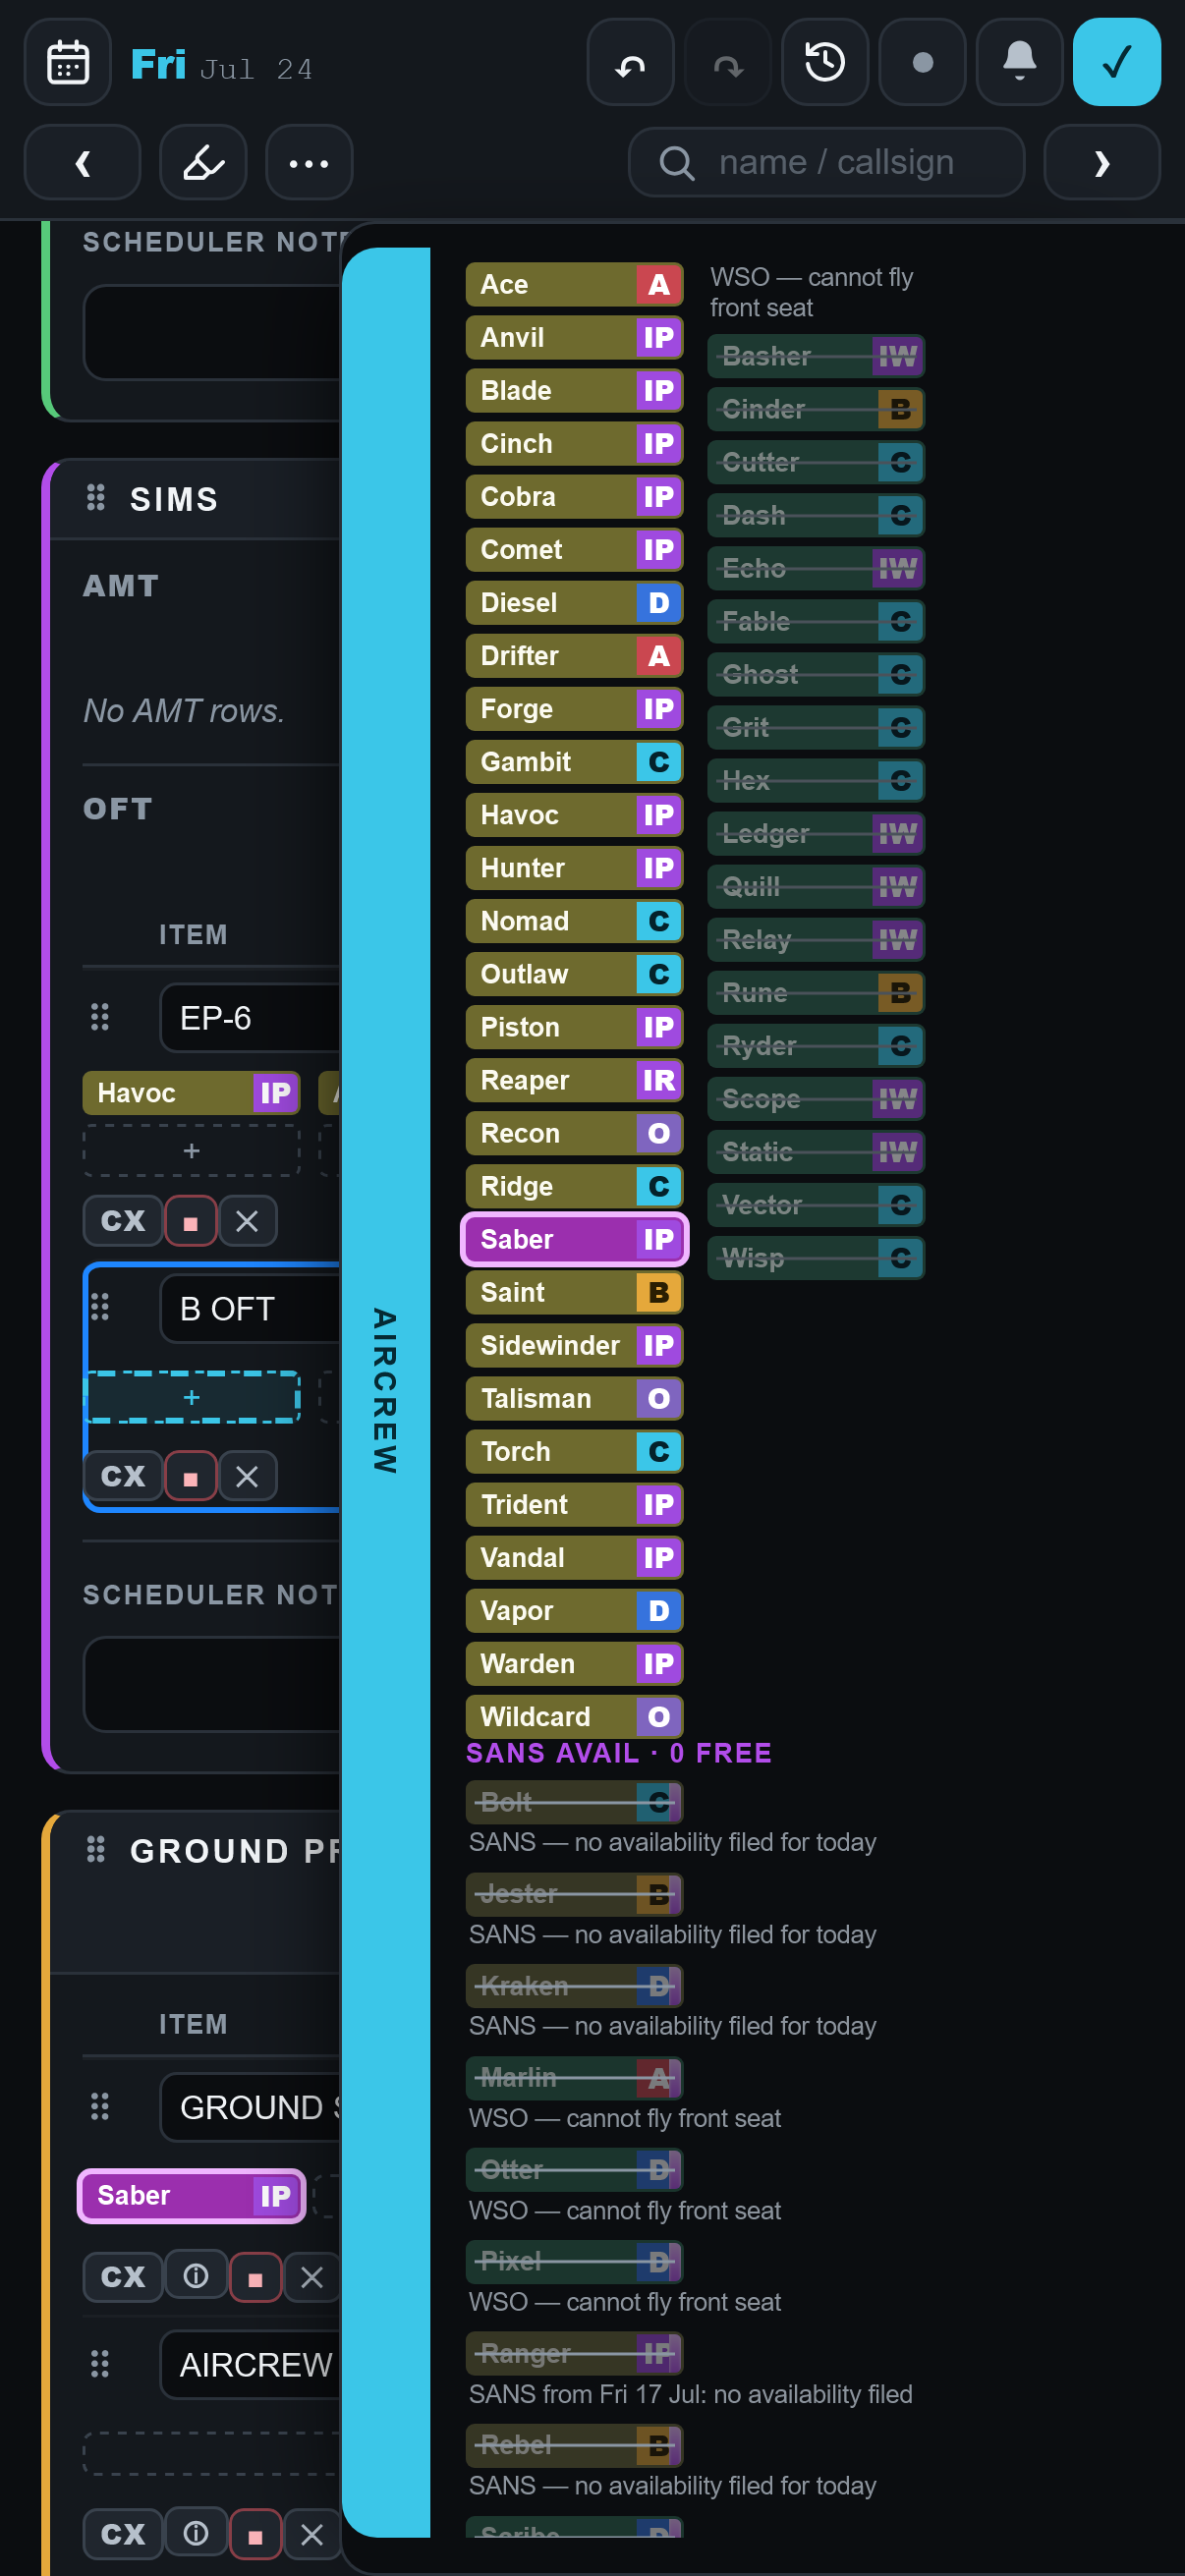 Fri Jul 24
name / callsign
SCHEDULER NOT
SIMS
AMT
No AMT rows.
OFT
ITEM
EP-6
Havoc IP
+
CX
B OFT
+
CX
SCHEDULER NOT
GROUND PR
ITEM
GROUND S
Saber IP
CX
AIRCREW
CX
AIRCREW
Ace A
Anvil IP
Blade IP
Cinch IP
Cobra IP
Comet IP
Diesel D
Drifter A
Forge IP
Gambit C
Havoc IP
Hunter IP
Nomad C
Outlaw C
Piston IP
Reaper IR
Recon O
Ridge C
Saber IP
Saint B
Sidewinder IP
Talisman O
Torch C
Trident IP
Vandal IP
Vapor D
Warden IP
Wildcard O
WSO — cannot fly
front seat
Basher IW
Cinder B
Cutter C
Dash C
Echo IW
Fable C
Ghost C
Grit C
Hex C
Ledger IW
Quill IW
Relay IW
Rune B
Ryder C
Scope IW
Static IW
Vector C
Wisp C
SANS AVAIL · 0 FREE
Bolt C
SANS — no availability filed for today
Jester B
SANS — no availability filed for today
Kraken D
SANS — no availability filed for today
Marlin A
WSO — cannot fly front seat
Otter D
WSO — cannot fly front seat
Pixel D
WSO — cannot fly front seat
Ranger IP
SANS from Fri 17 Jul: no availability filed
Rebel B
SANS — no availability filed for today